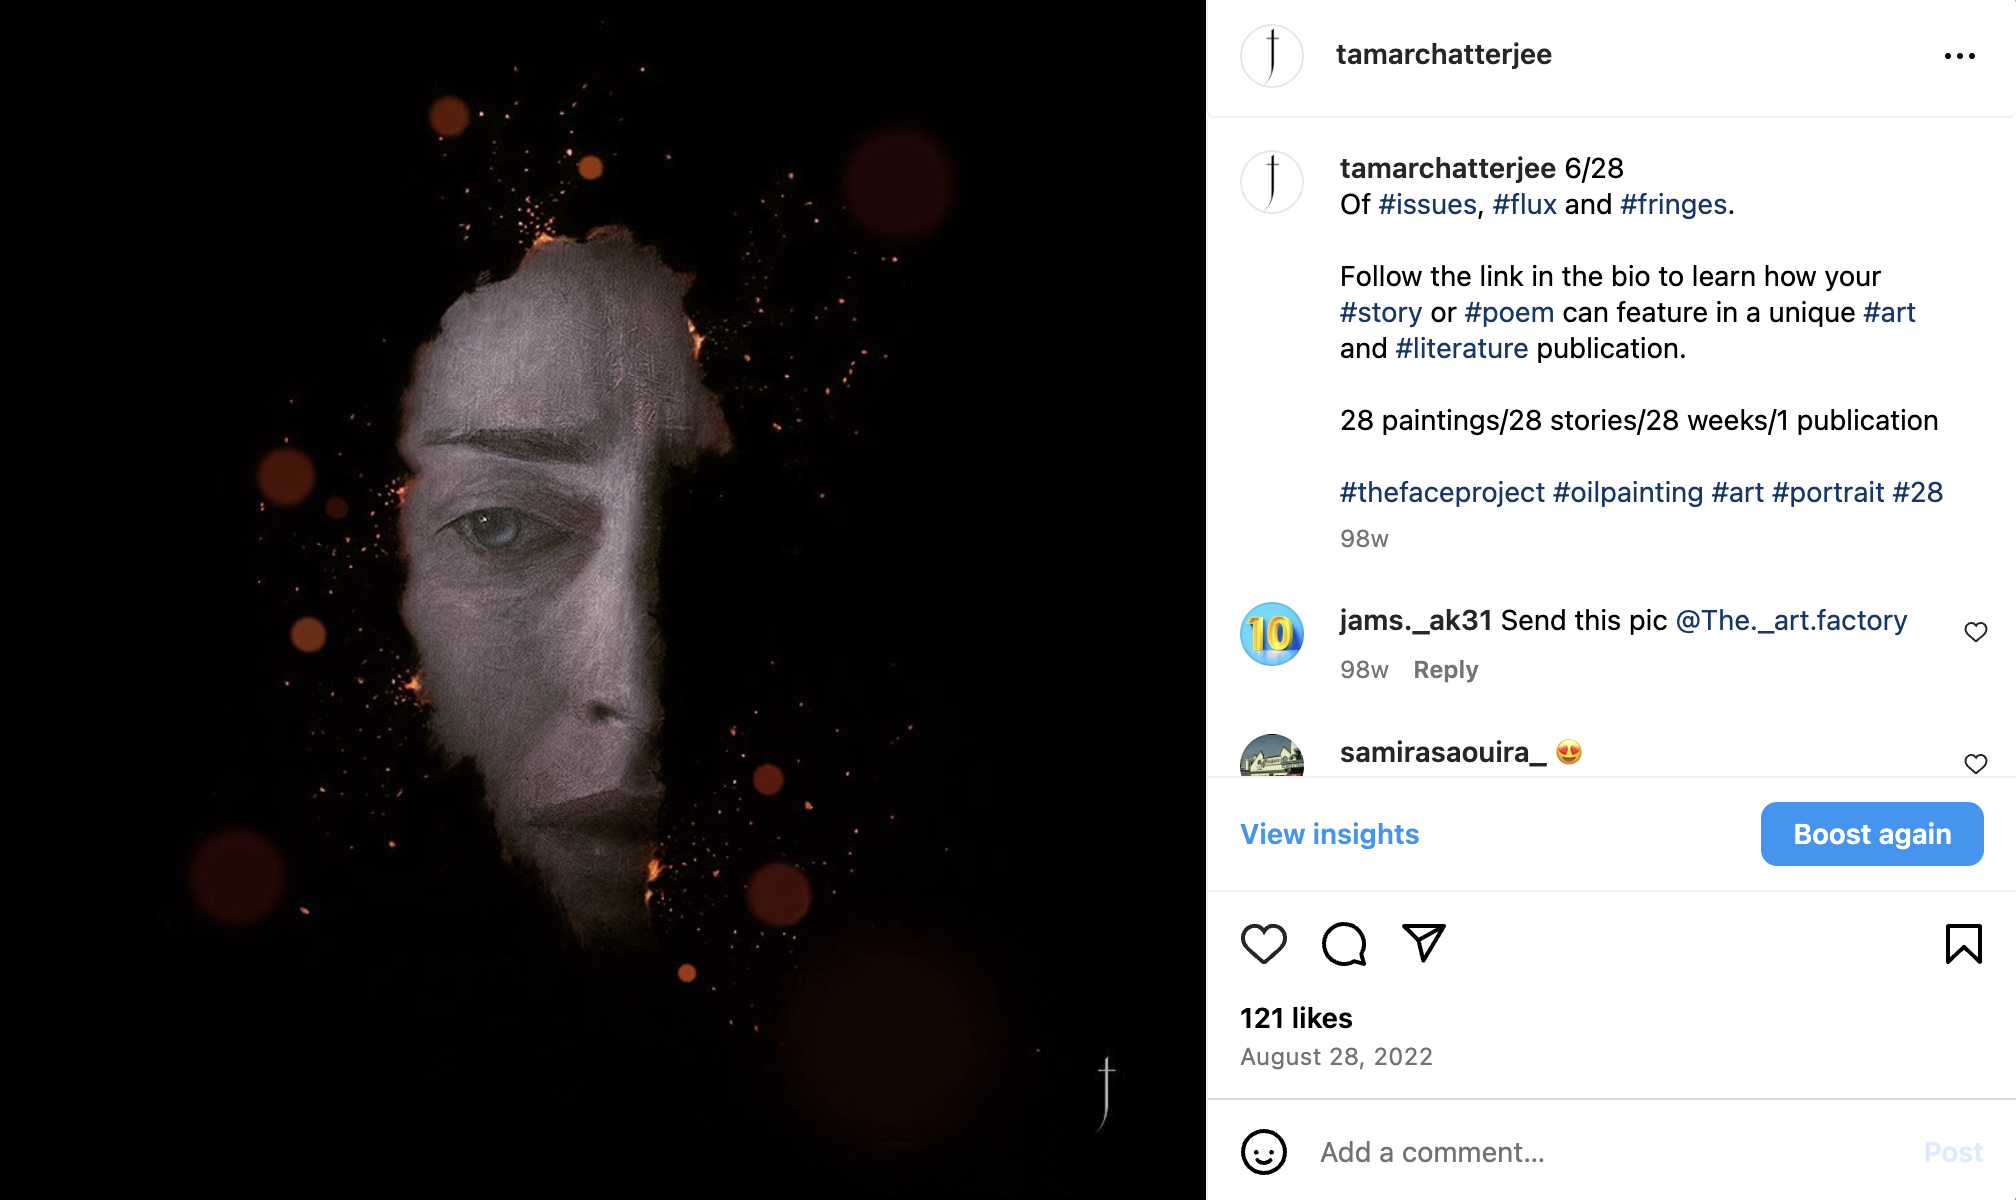 tamarchatterjee
tamarchatterjee 6/28
Of #issues, #flux and #fringes.
Follow the link in the bio to learn how your
#story or #poem can feature in a unique #art
and #literature publication.
28 paintings/28 stories/28 weeks/1 publication
#thefaceproject #oilpainting #art #portrait #28
98w
10
jams._ak31 Send this pic @The._art.factory
98w Reply
samirasaouira_ 😍
View insights
Boost again
121 likes
August 28, 2022
Add a comment...
Post